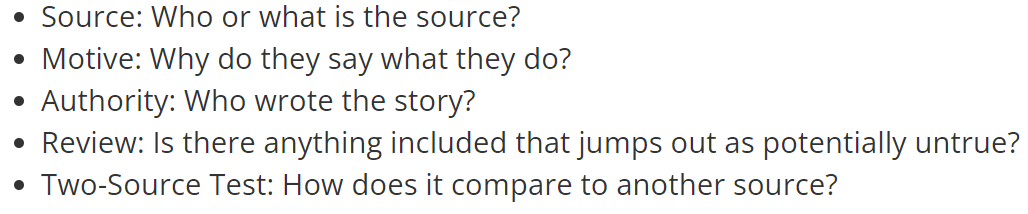 • Source: Who or what is the source?
• Motive: Why do they say what they do?
• Authority: Who wrote the story?
• Review: Is there anything included that jumps out as potentially untrue?
• Two-Source Test: How does it compare to another source?